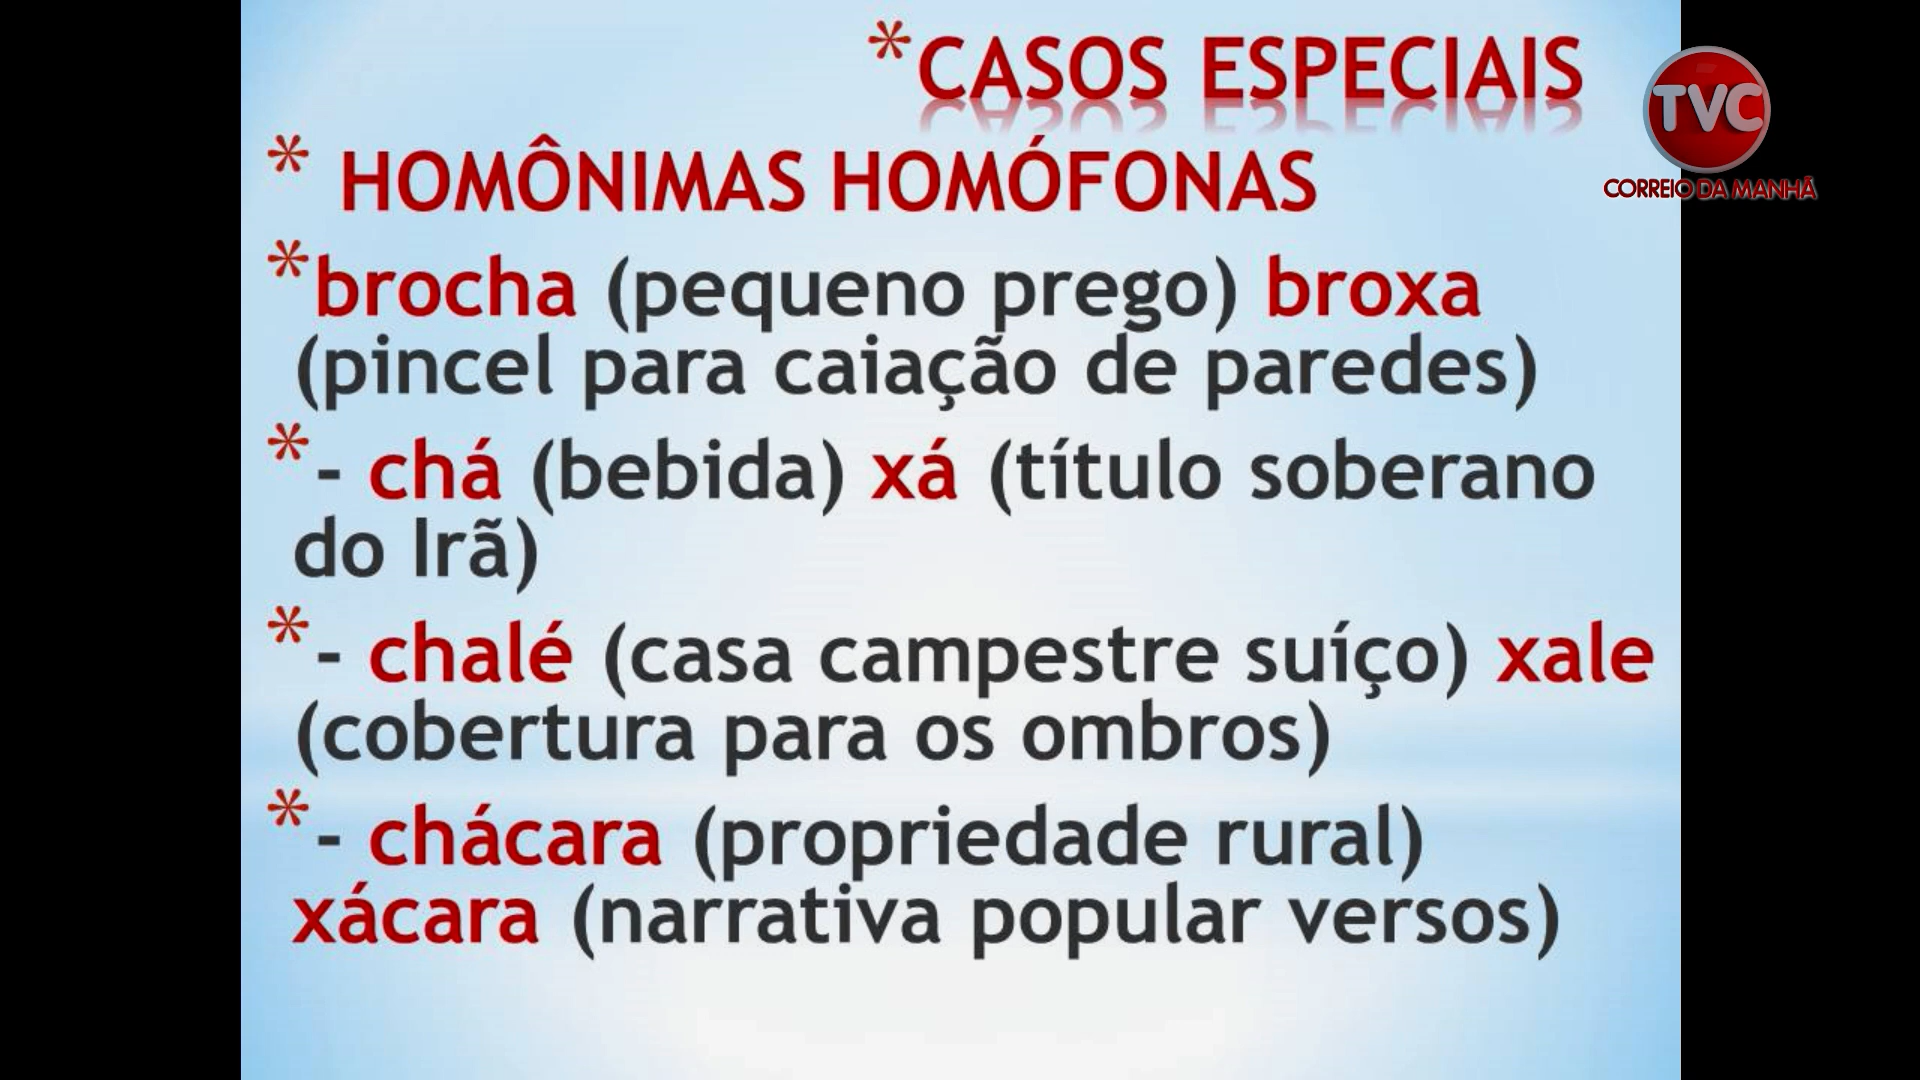 *CASOS ESPECIAIS
TVC
CORREIO DA MANHÃ
* HOMÔNIMAS HOMÓFONAS
*brocha (pequeno prego) broxa
(pincel para caiação de paredes)
*- chá (bebida) xá (título soberano
do Irã)
*- chalé (casa campestre suíço) xale
(cobertura para os ombros)
*- chácara (propriedade rural)
xácara (narrativa popular versos)